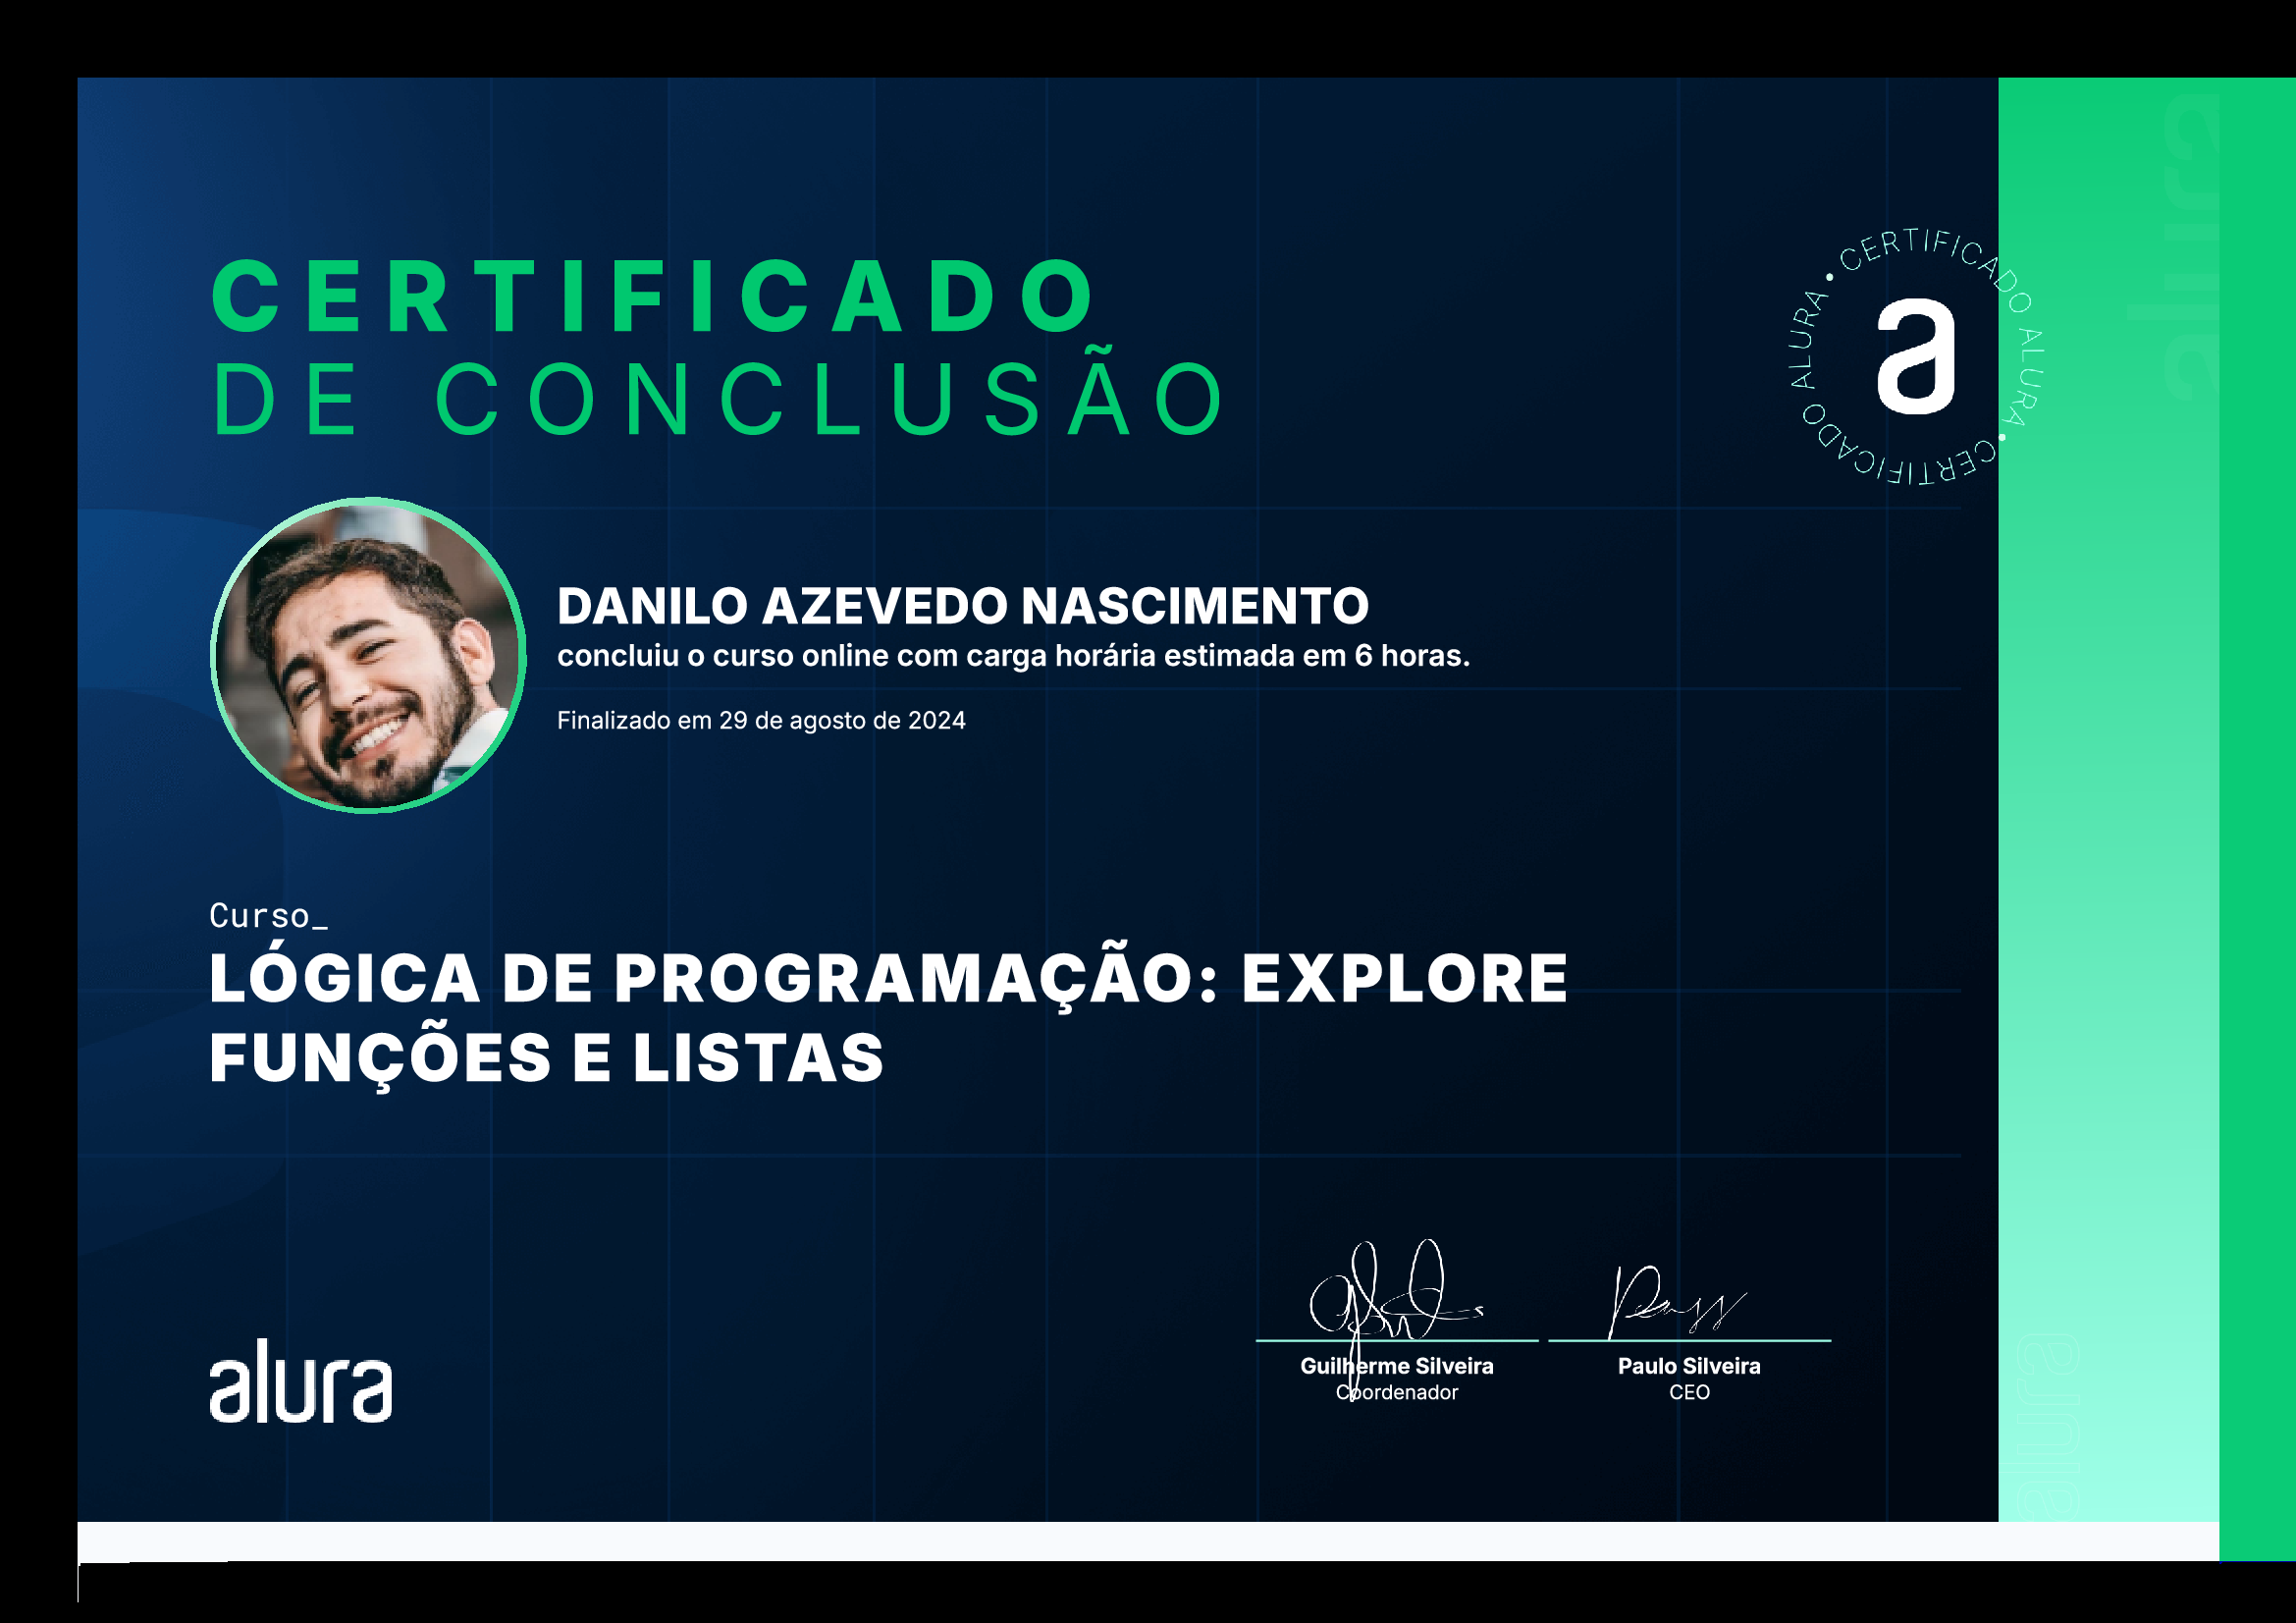 CERTIFICADO
DE CONCLUSÃO
CERTIFICADO ALURA • CERTIFICADO ALURA •
a
alura
DANILO AZEVEDO NASCIMENTO
concluiu o curso online com carga horária estimada em 6 horas.
Finalizado em 29 de agosto de 2024
Curso_
LÓGICA DE PROGRAMAÇÃO: EXPLORE
FUNÇÕES E LISTAS
Guilherme Silveira
Coordenador
Paulo Silveira
CEO
alura
alura